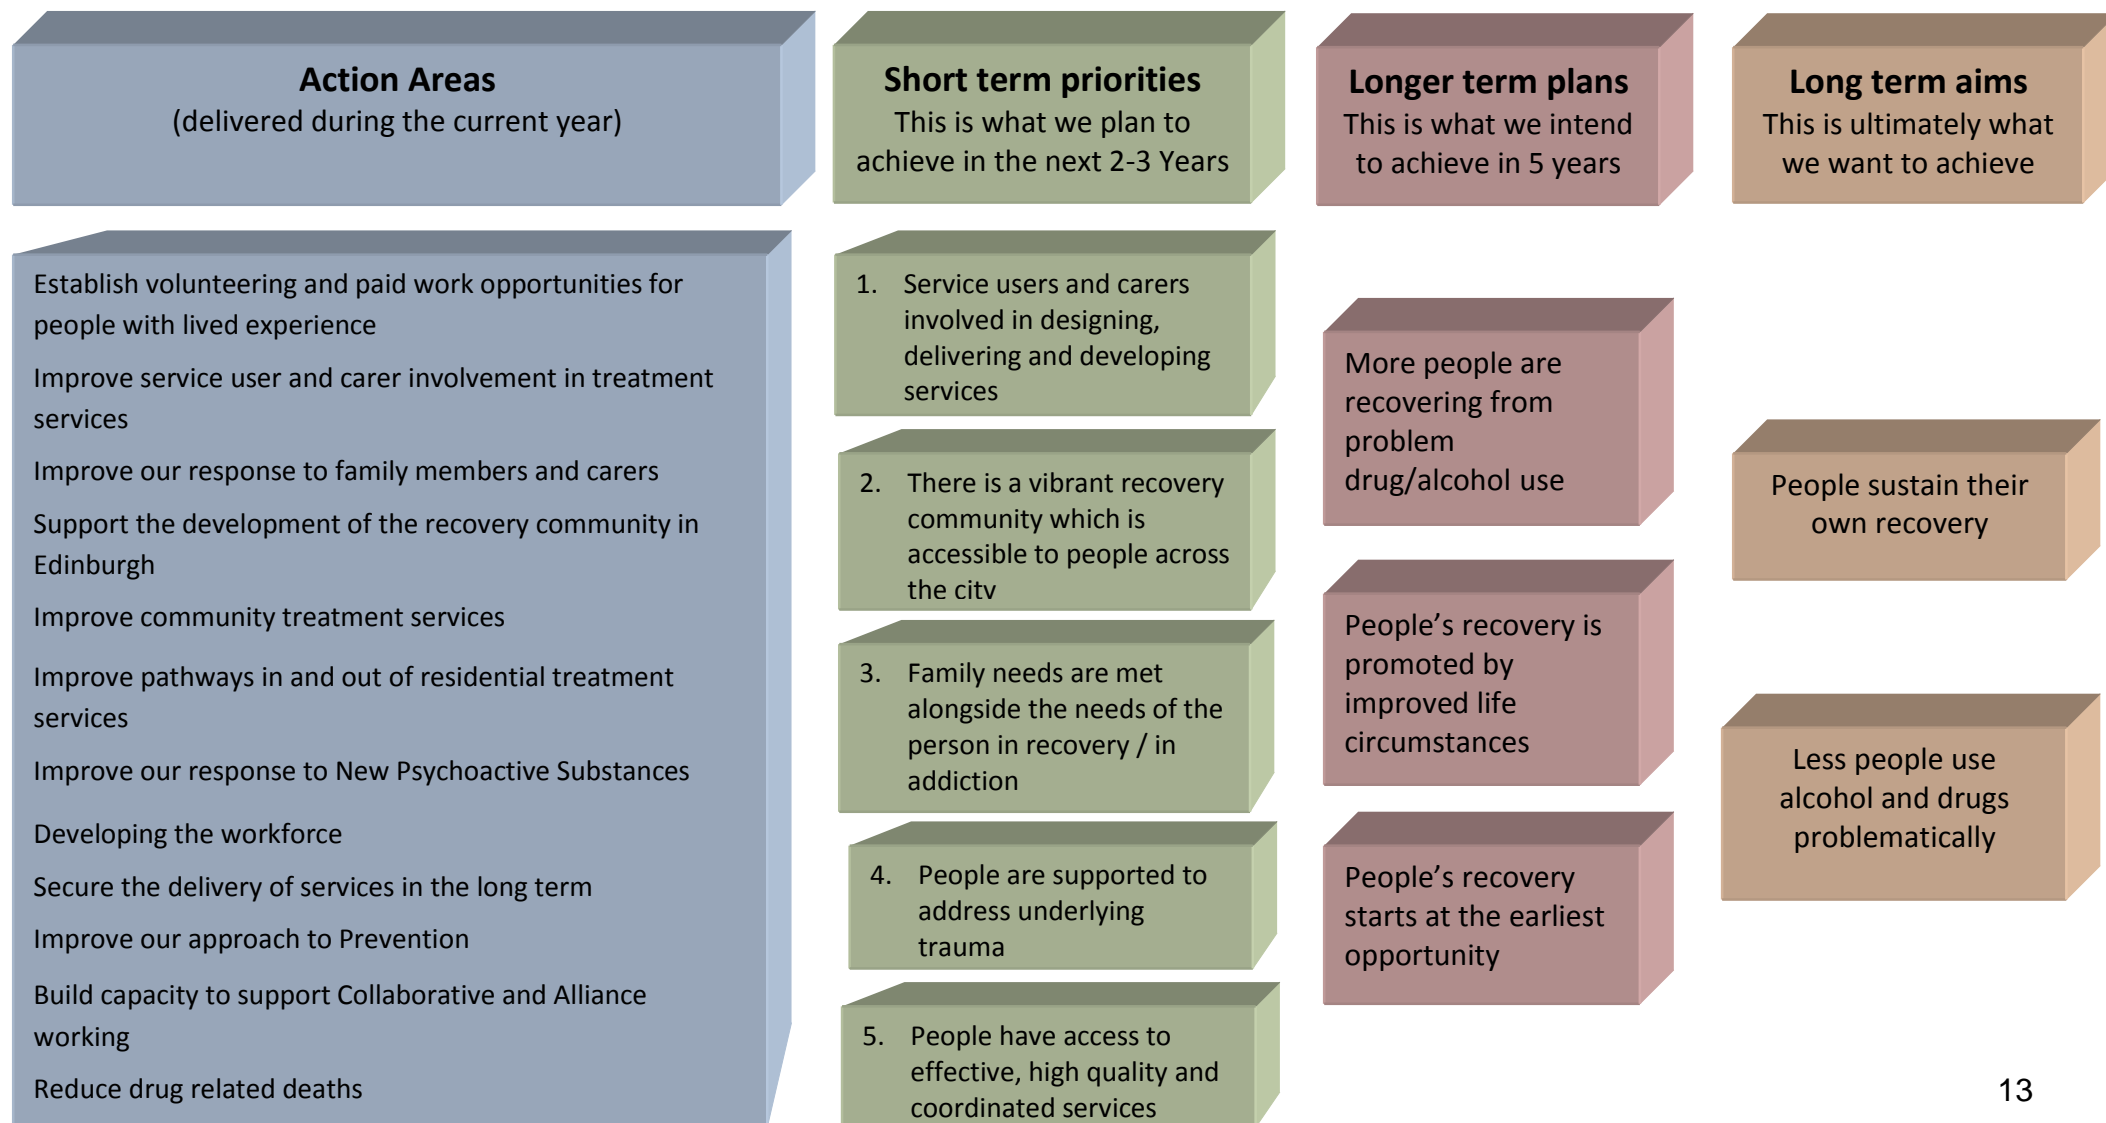 Action Areas
(delivered during the current year)
Short term priorities
This is what we plan to
achieve in the next 2-3 Years
Longer term plans
This is what we intend
to achieve in 5 years
Long term aims
This is ultimately what
we want to achieve
Establish volunteering and paid work opportunities for
people with lived experience
Improve service user and carer involvement in treatment
services
Improve our response to family members and carers
Support the development of the recovery community in
Edinburgh
Improve community treatment services
Improve pathways in and out of residential treatment
services
Improve our response to New Psychoactive Substances
Developing the workforce
Secure the delivery of services in the long term
Improve our approach to Prevention
Build capacity to support Collaborative and Alliance
working
Reduce drug related deaths
1. Service users and carers
involved in designing,
delivering and developing
services
2. There is a vibrant recovery
community which is
accessible to people across
the city
3. Family needs are met
alongside the needs of the
person in recovery / in
addiction
4. People are supported to
address underlying
trauma
5. People have access to
effective, high quality and
coordinated services
More people are
recovering from
problem
drug/alcohol use
People’s recovery is
promoted by
improved life
circumstances
People’s recovery
starts at the earliest
opportunity
People sustain their
own recovery
Less people use
alcohol and drugs
problematically
13